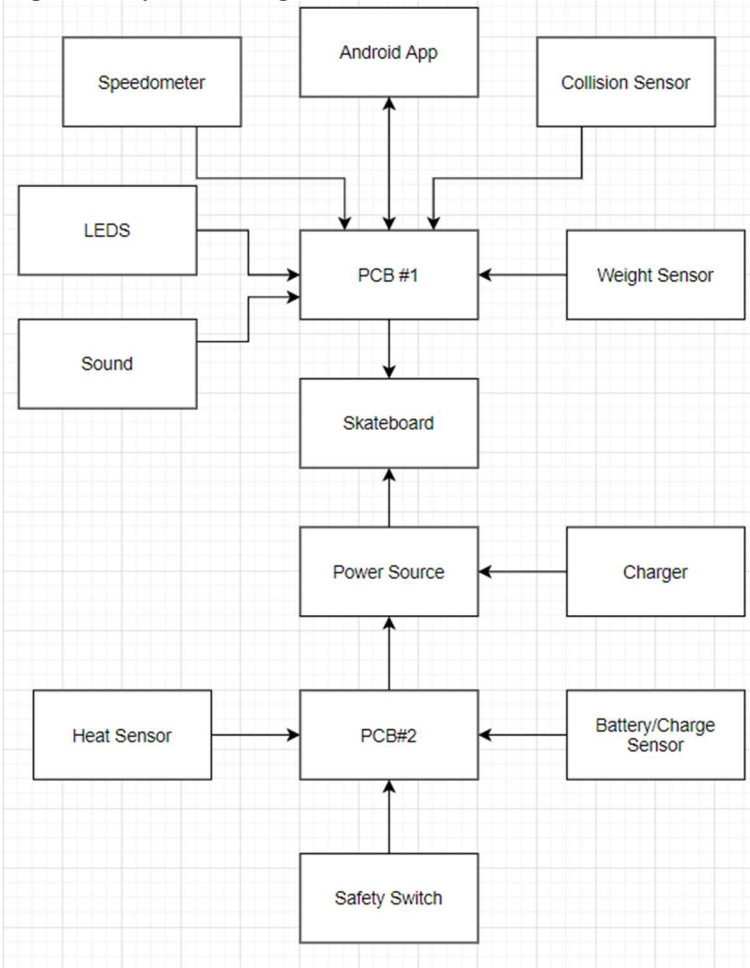 Android App
Speedometer
Collision Sensor
LEDS
PCB #1
Weight Sensor
Sound
Skateboard
Power Source
Charger
Heat Sensor
PCB#2
Battery/Charge
Sensor
Safety Switch